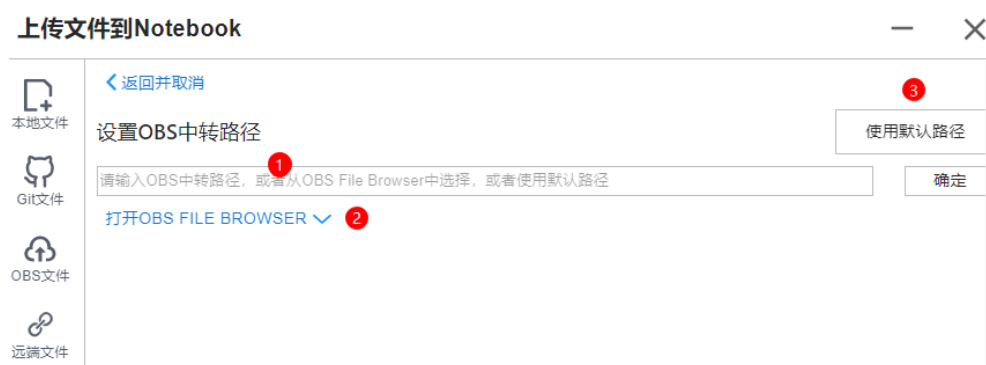 上传文件到Notebook
返回并取消
3
本地文件
设置OBS中转路径
使用默认路径
1
请输入OBS中转路径，或者从OBS File Browser中选择，或者使用默认路径
确定
Git文件
打开OBS FILE BROWSER
2
OBS文件
远端文件